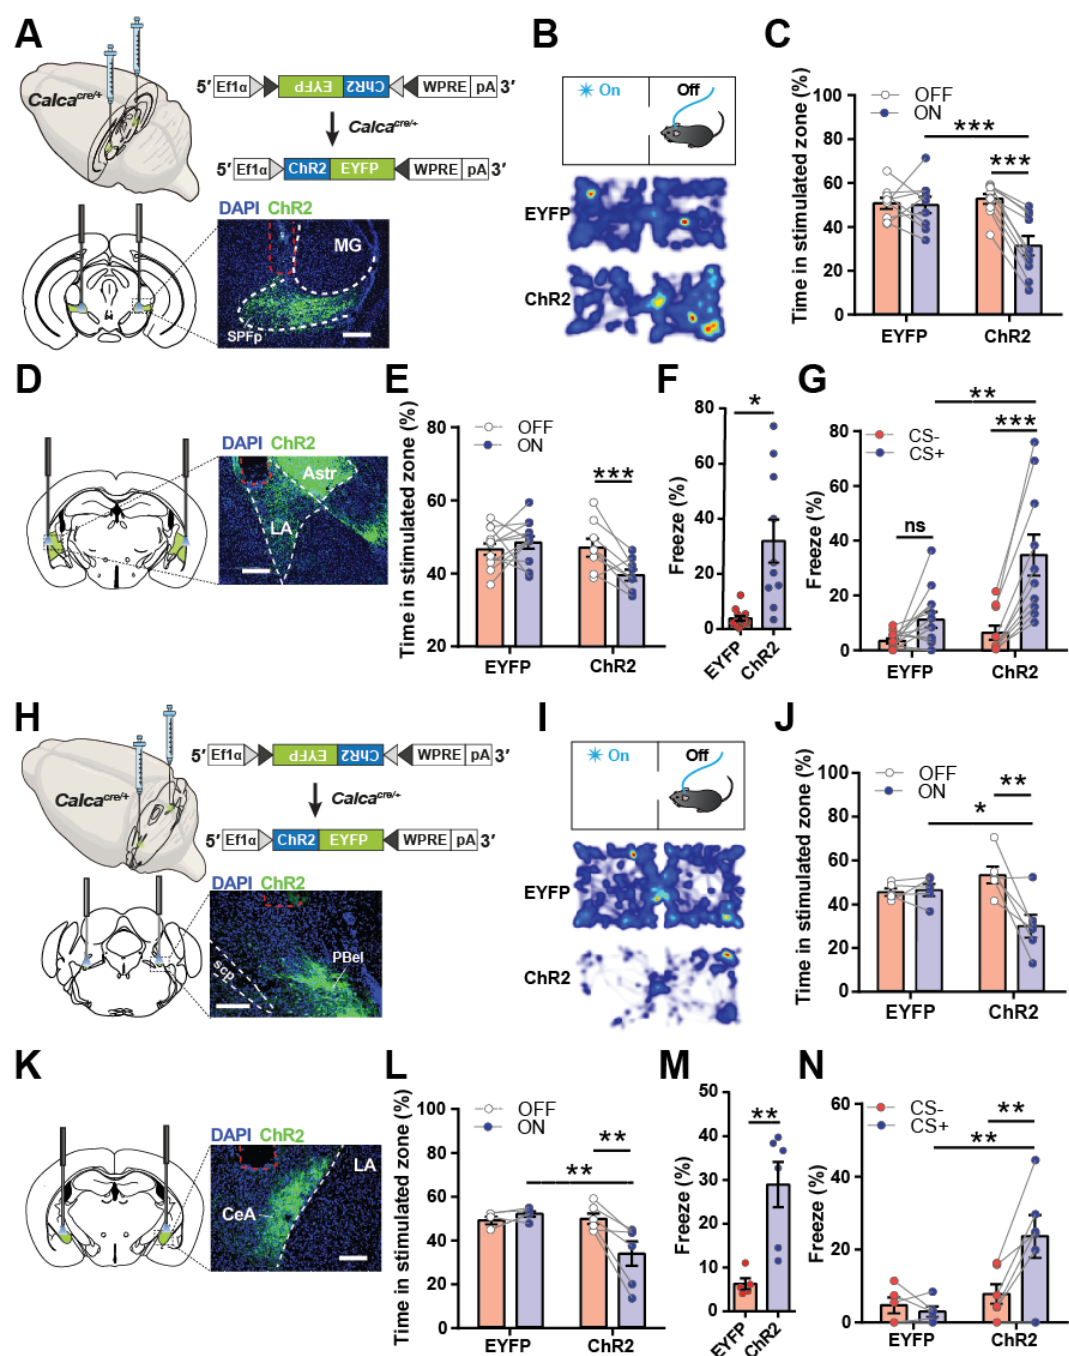 A
Calca^cre/+
5′ Ef1α EYFP ChR2 WPRE pA 3′
Calca^cre/+
5′ Ef1α ChR2 EYFP WPRE pA 3′
DAPI ChR2
MG
SPFp
B
On Off
EYFP
ChR2
C
Time in stimulated zone (%)
OFF
ON
***
***
100
80
60
40
20
0
EYFP ChR2
D
DAPI ChR2
Astr
LA
E
Time in stimulated zone (%)
OFF
ON
***
80
60
40
20
EYFP ChR2
F
Freeze (%)
*
80
60
40
20
0
EYFP ChR2
G
Freeze (%)
CS-
CS+
**
***
ns
80
60
40
20
0
EYFP ChR2
H
Calca^cre/+
5′ Ef1α EYFP ChR2 WPRE pA 3′
Calca^cre/+
5′ Ef1α ChR2 EYFP WPRE pA 3′
DAPI ChR2
PBel
scp
I
On Off
EYFP
ChR2
J
Time in stimulated zone (%)
OFF
ON
**
*
100
80
60
40
20
0
EYFP ChR2
K
DAPI ChR2
LA
CeA
L
Time in stimulated zone (%)
OFF
ON
**
**
100
80
60
40
20
0
EYFP ChR2
M
Freeze (%)
**
50
40
30
20
10
0
EYFP ChR2
N
Freeze (%)
CS-
CS+
**
**
60
40
20
0
EYFP ChR2